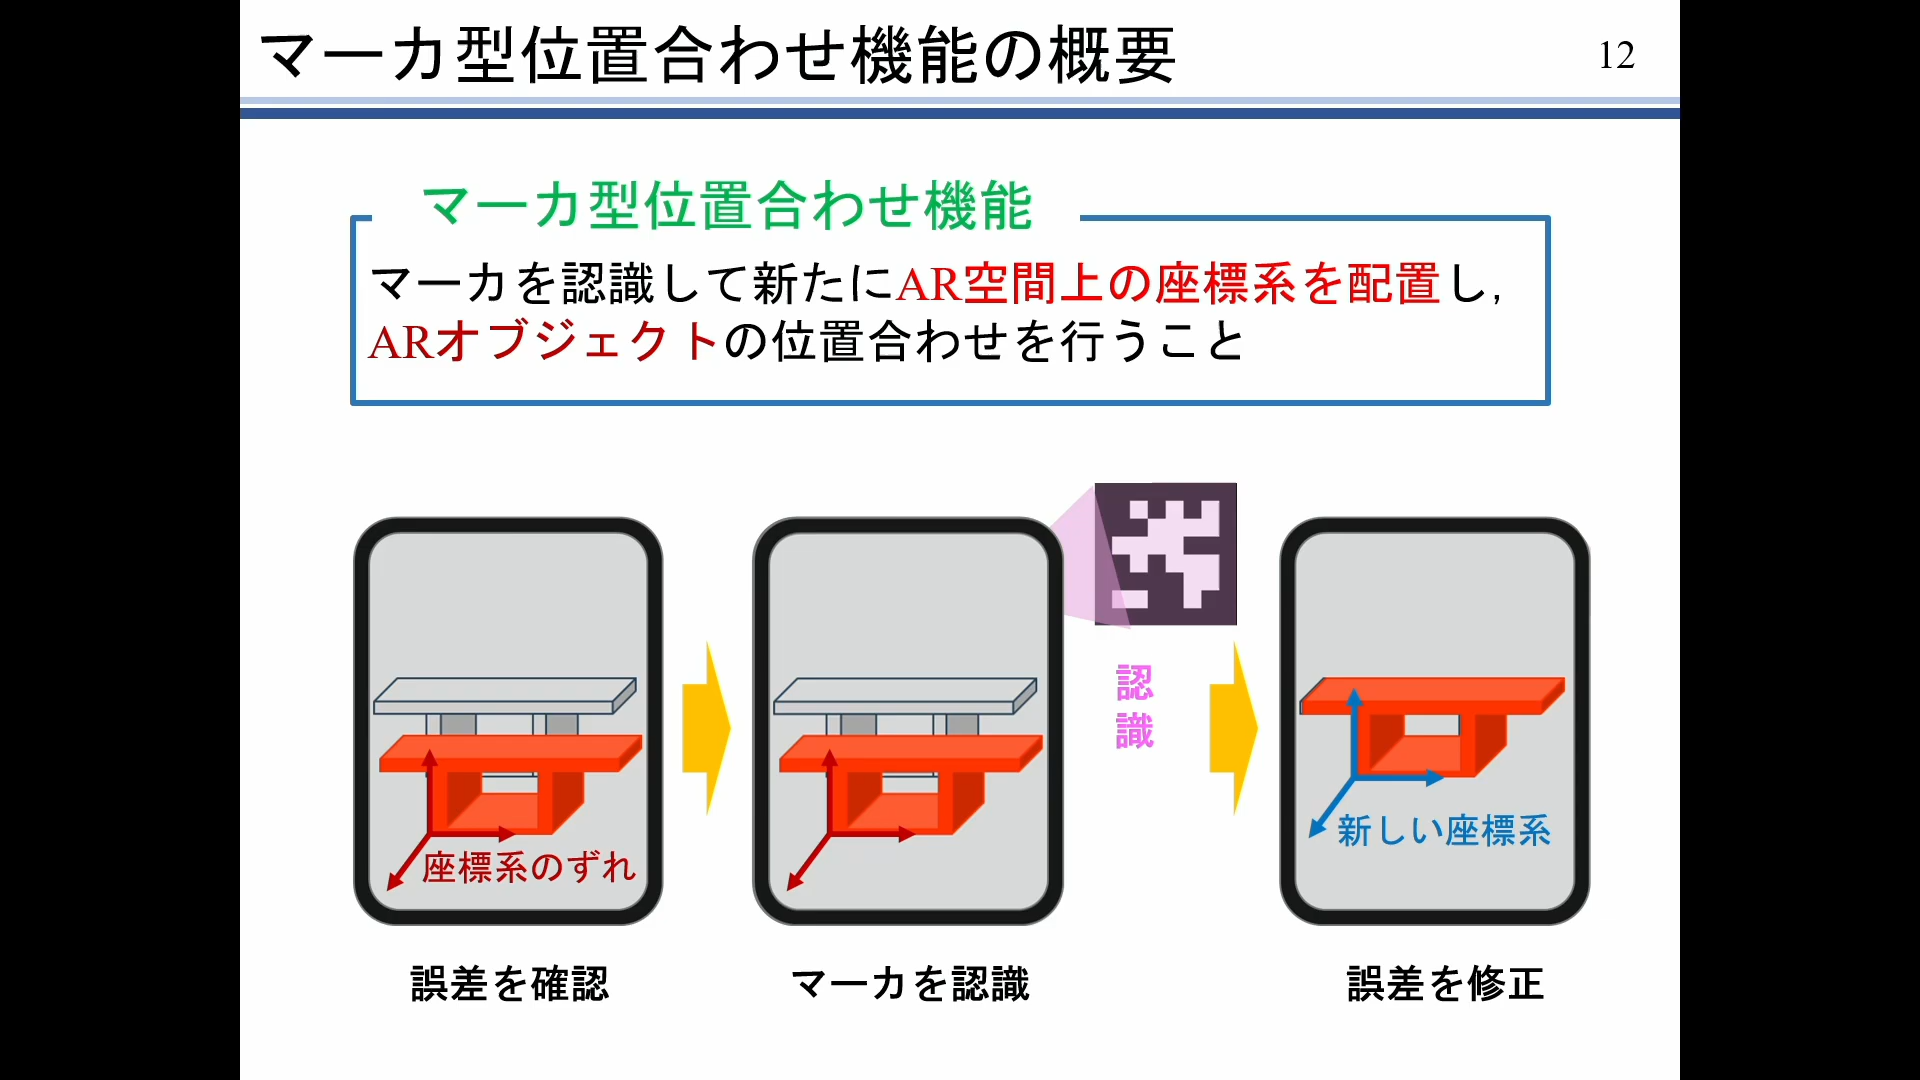 マーカ型位置合わせ機能の概要
12
マーカ型位置合わせ機能
マーカを認識して新たにAR空間上の座標系を配置し,
ARオブジェクトの位置合わせを行うこと
認
識
座標系のずれ
新しい座標系
誤差を確認
マーカを認識
誤差を修正